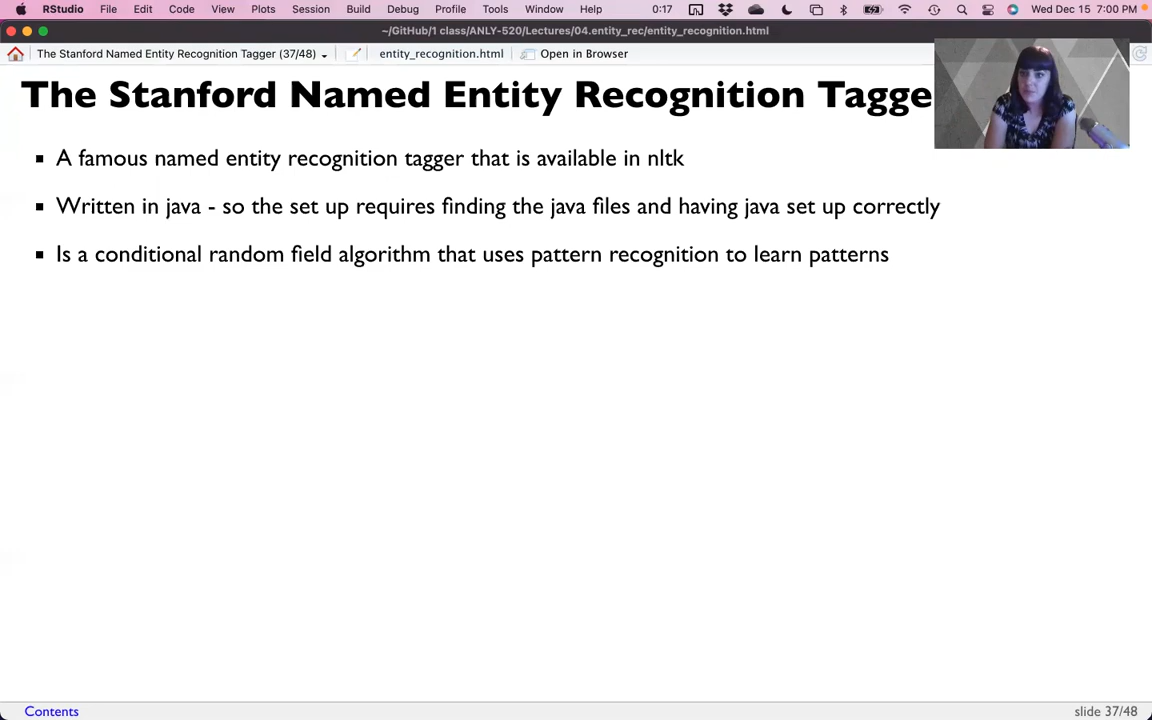 RStudio File Edit Code View Plots Session Build Debug Profile Tools Window Help 0:17 Wed Dec 15 7:00 PM
~/GitHub/1 class/ANLY-520/Lectures/04.entity_rec/entity_recognition.html
The Stanford Named Entity Recognition Tagger (37/48) entity_recognition.html Open in Browser
The Stanford Named Entity Recognition Tagge
▪ A famous named entity recognition tagger that is available in nltk
▪ Written in java - so the set up requires finding the java files and having java set up correctly
▪ Is a conditional random field algorithm that uses pattern recognition to learn patterns
Contents slide 37/48